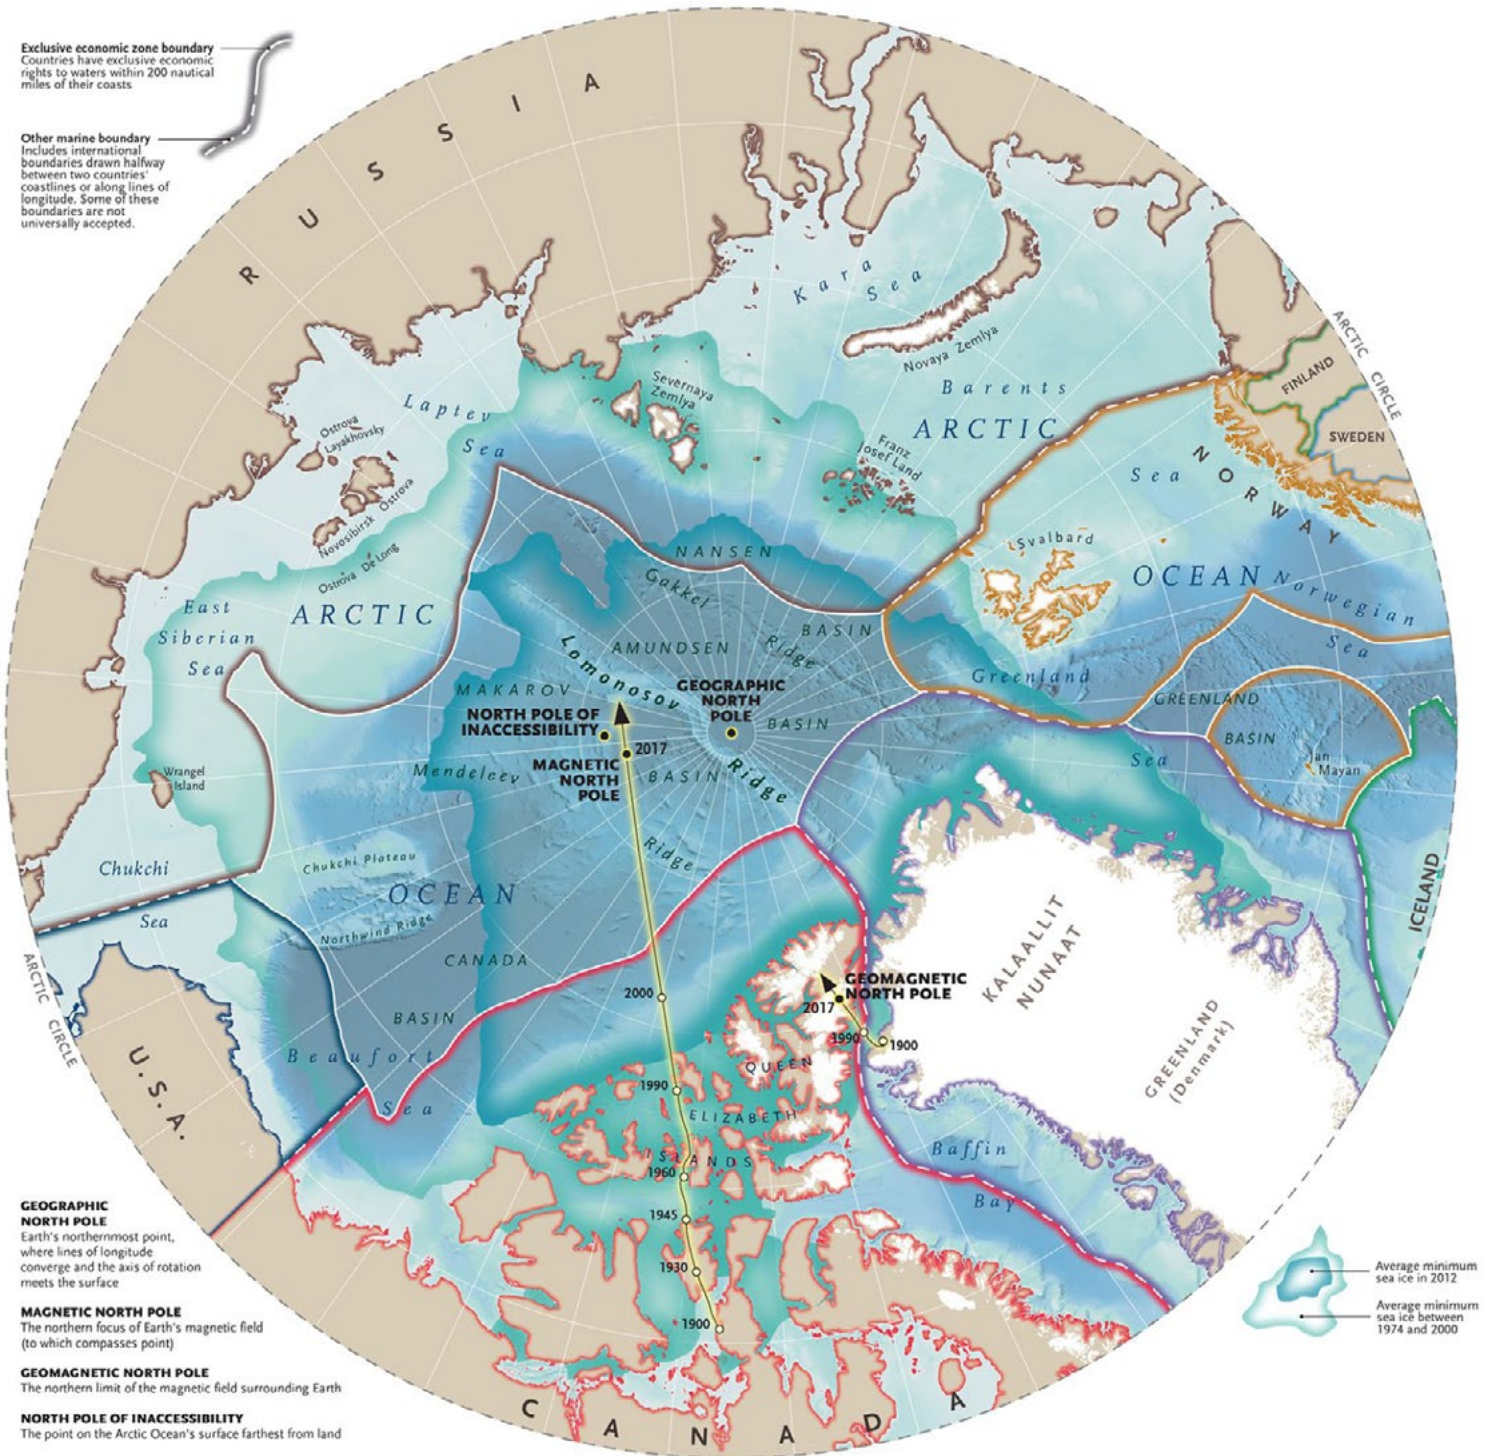 Exclusive economic zone boundary
Countries have exclusive economic
rights to waters within 200 nautical
miles of their coasts
Other marine boundary
Includes international
boundaries drawn halfway
between two countries'
coastlines or along lines of
longitude. Some of these
boundaries are not
universally accepted.
RUSSIA
Kara
Sea
Novaya Zemlya
Barents
ARCTIC
Sea
ARCTIC CIRCLE
FINLAND
SWEDEN
NORWAY
Severnaya
Zemlya
Franz
Josef Land
Laptev
Sea
Ostrova
Layakhovsky
Novosibirsk Ostrova
Ostrova De Long
Svalbard
OCEAN
Norwegian
Sea
East
Siberian
Sea
ARCTIC
NANSEN
Gakkel
BASIN
Ridge
AMUNDSEN
Lomonosov
MAKAROV
GEOGRAPHIC
NORTH
POLE
BASIN
NORTH POLE OF
INACCESSIBILITY
2017
MAGNETIC
NORTH
POLE
BASIN
Ridge
Mendeleev
Ridge
Greenland
Sea
GREENLAND
BASIN
Jan
Mayan
Wrangel
Island
Chukchi
Sea
Chukchi Plateau
OCEAN
Northwind Ridge
CANADA
BASIN
Beaufort
Sea
ARCTIC CIRCLE
U.S.A.
ICELAND
KALAALLIT
NUNAAT
GREENLAND
(Denmark)
GEOMAGNETIC
NORTH POLE
2017
1990
1900
2000
1990
1960
1945
1930
1900
QUEEN
ELIZABETH
ISLANDS
Baffin
Bay
CANADA
GEOGRAPHIC
NORTH POLE
Earth's northernmost point,
where lines of longitude
converge and the axis of rotation
meets the surface
MAGNETIC NORTH POLE
The northern focus of Earth's magnetic field
(to which compasses point)
GEOMAGNETIC NORTH POLE
The northern limit of the magnetic field surrounding Earth
NORTH POLE OF INACCESSIBILITY
The point on the Arctic Ocean's surface farthest from land
Average minimum
sea ice in 2012
Average minimum
sea ice between
1974 and 2000